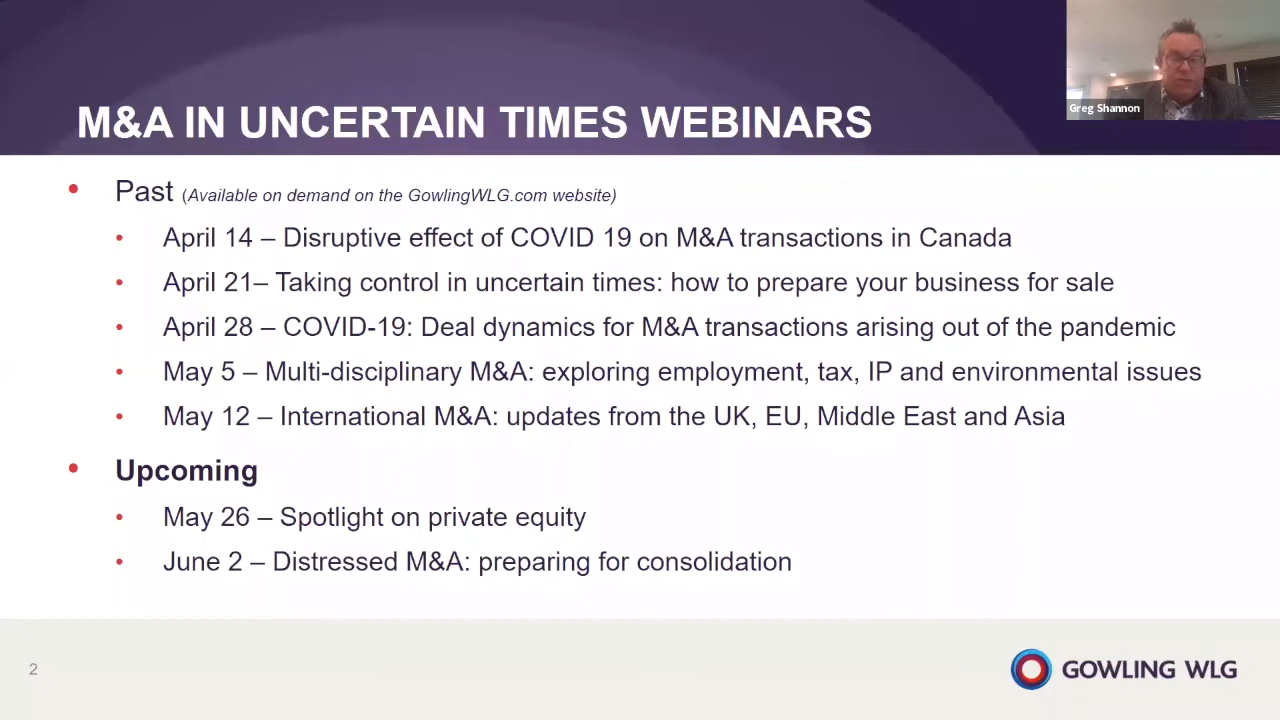 M&A IN UNCERTAIN TIMES WEBINARS
Greg Shannon
• Past (Available on demand on the GowlingWLG.com website)
• April 14 – Disruptive effect of COVID 19 on M&A transactions in Canada
• April 21– Taking control in uncertain times: how to prepare your business for sale
• April 28 – COVID-19: Deal dynamics for M&A transactions arising out of the pandemic
• May 5 – Multi-disciplinary M&A: exploring employment, tax, IP and environmental issues
• May 12 – International M&A: updates from the UK, EU, Middle East and Asia
• Upcoming
• May 26 – Spotlight on private equity
• June 2 – Distressed M&A: preparing for consolidation
2
GOWLING WLG